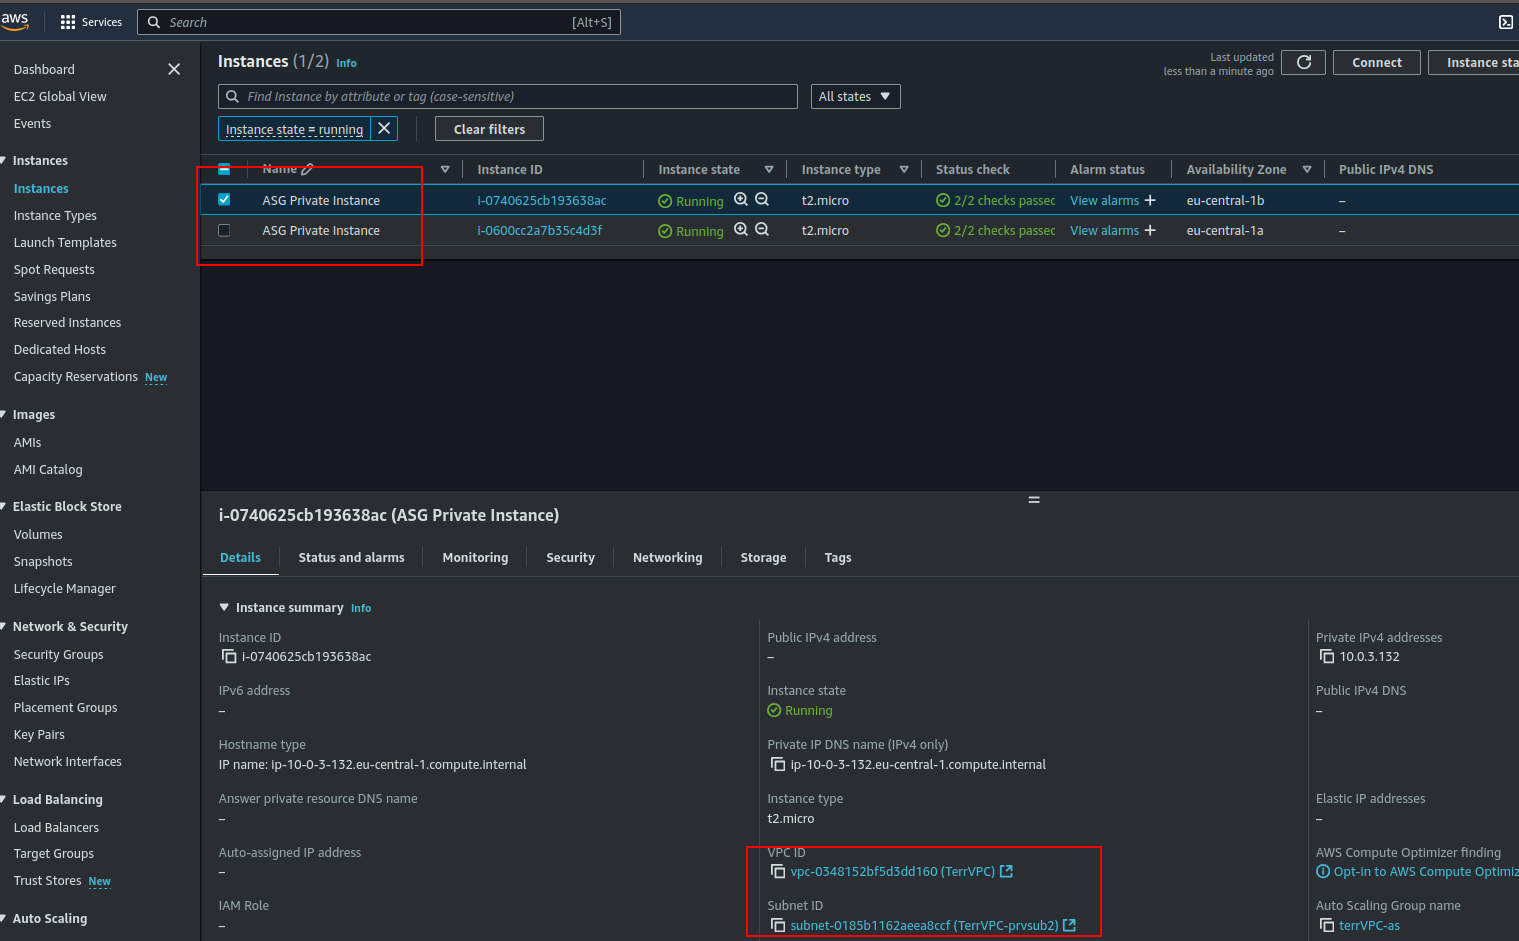 aws
Services
Search [Alt+S]
Dashboard
EC2 Global View
Events
Instances
Instances
Instance Types
Launch Templates
Spot Requests
Savings Plans
Reserved Instances
Dedicated Hosts
Capacity Reservations New
Images
AMIs
AMI Catalog
Elastic Block Store
Volumes
Snapshots
Lifecycle Manager
Network & Security
Security Groups
Elastic IPs
Placement Groups
Key Pairs
Network Interfaces
Load Balancing
Load Balancers
Target Groups
Trust Stores New
Auto Scaling
Instances (1/2) Info
Last updated
less than a minute ago
Connect
Instance sta
Find Instance by attribute or tag (case-sensitive)
All states
Instance state = running
Clear filters
Name Instance ID Instance state Instance type Status check Alarm status Availability Zone Public IPv4 DNS
ASG Private Instance i-0740625cb193638ac Running t2.micro 2/2 checks passec View alarms + eu-central-1b –
ASG Private Instance i-0600cc2a7b35c4d3f Running t2.micro 2/2 checks passec View alarms + eu-central-1a –
i-0740625cb193638ac (ASG Private Instance)
Details Status and alarms Monitoring Security Networking Storage Tags
Instance summary Info
Instance ID
i-0740625cb193638ac
Public IPv4 address
–
Private IPv4 addresses
10.0.3.132
IPv6 address
–
Instance state
Running
Public IPv4 DNS
–
Hostname type
IP name: ip-10-0-3-132.eu-central-1.compute.internal
Private IP DNS name (IPv4 only)
ip-10-0-3-132.eu-central-1.compute.internal
Answer private resource DNS name
–
Instance type
t2.micro
Elastic IP addresses
–
Auto-assigned IP address
–
VPC ID
vpc-0348152bf5d3dd160 (TerrVPC)
AWS Compute Optimizer finding
Opt-in to AWS Compute Optimiz
IAM Role
–
Subnet ID
subnet-0185b1162aeea8ccf (TerrVPC-prvsub2)
Auto Scaling Group name
terrVPC-as